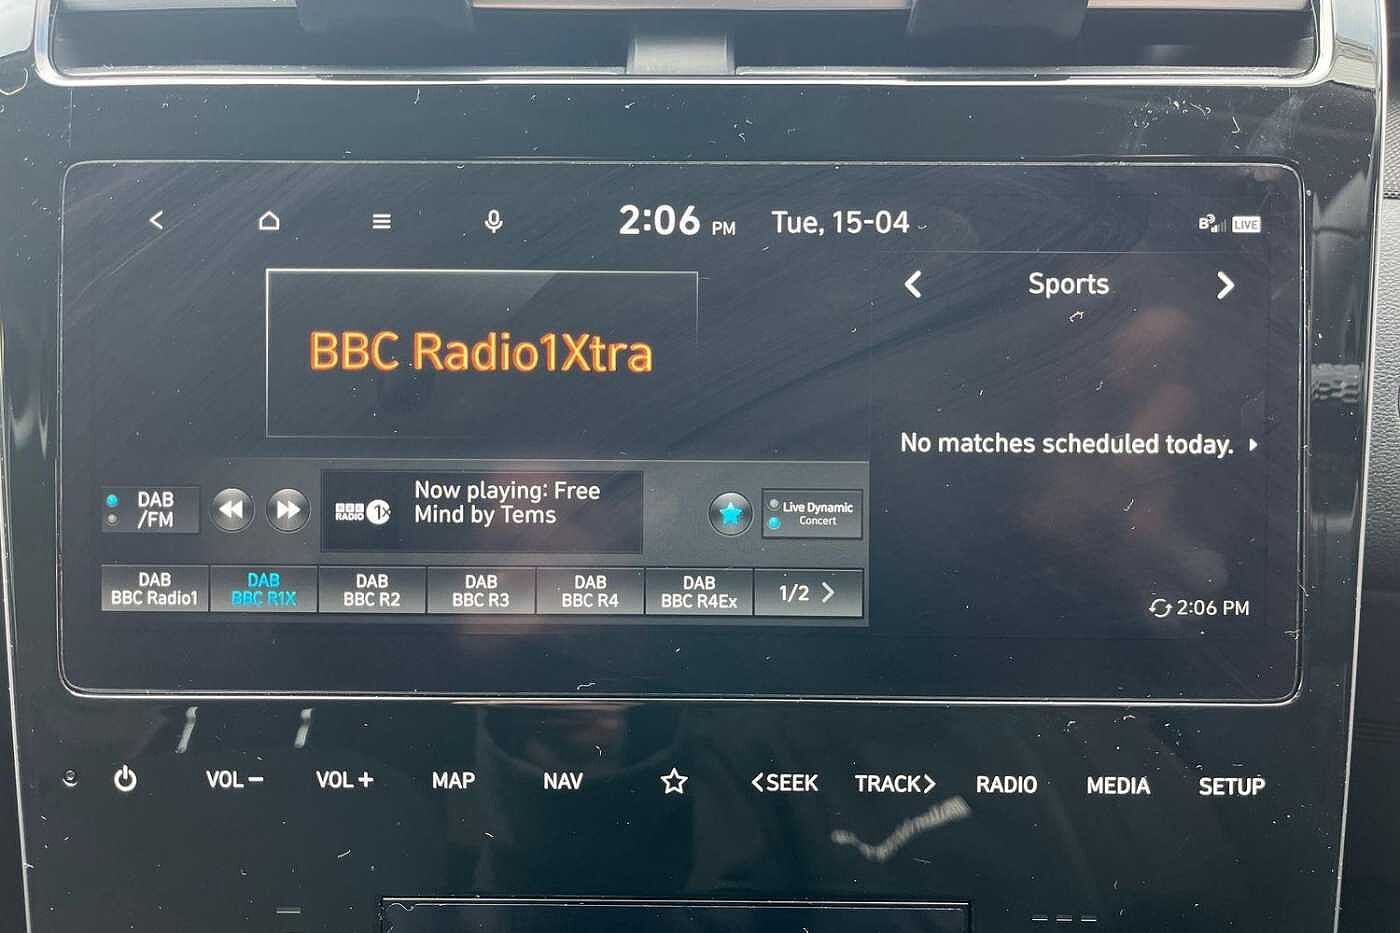 2:06 PM Tue, 15-04
LIVE
Sports
BBC Radio1Xtra
No matches scheduled today.
DAB
/FM
BBC
RADIO 1X
Now playing: Free
Mind by Tems
Live Dynamic
Concert
DAB
BBC Radio1
DAB
BBC R1X
DAB
BBC R2
DAB
BBC R3
DAB
BBC R4
DAB
BBC R4Ex
1/2 >
2:06 PM
VOL− VOL+ MAP NAV <SEEK TRACK> RADIO MEDIA SETUP